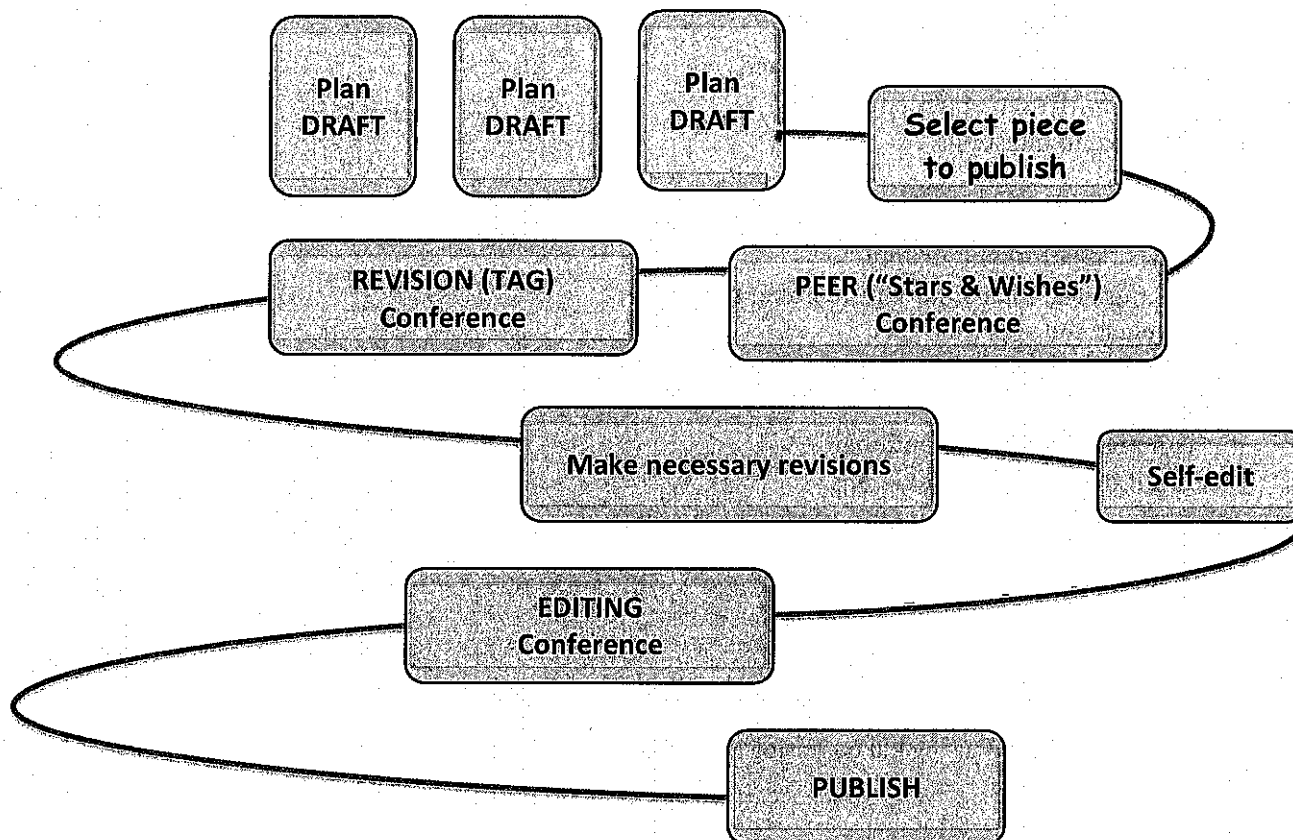 Plan
DRAFT
Plan
DRAFT
Plan
DRAFT
Select piece
to publish
PEER (“Stars & Wishes”)
Conference
REVISION (TAG)
Conference
Make necessary revisions
Self-edit
EDITING
Conference
PUBLISH